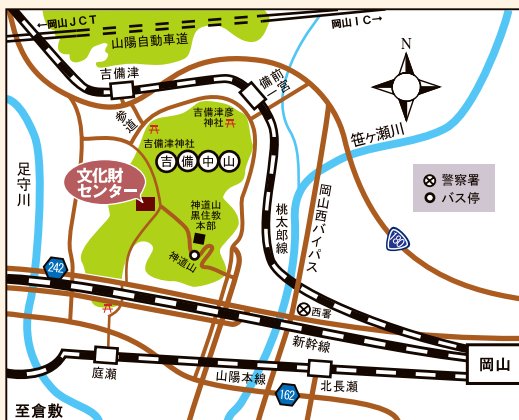 ←岡山JCT
岡山IC→
山陽自動車道
N
吉備津
備前
一宮
参道
吉備津彦
神社
吉備津神社
吉備中山
笹ヶ瀬川
足守川
文化財
センター
神道山
黒住教
本部
神道山
桃太郎線
岡山西バイパス
警察署
バス停
180
242
西署
新幹線
岡山
庭瀬
山陽本線
北長瀬
162
至倉敷